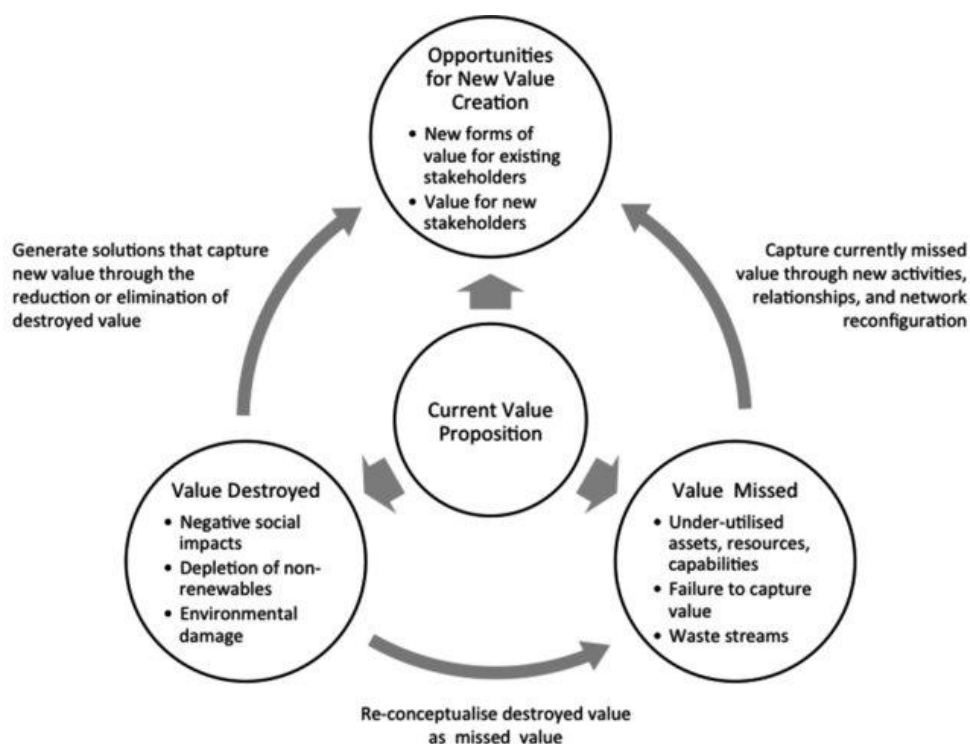 Opportunities
for New Value
Creation
• New forms of
value for existing
stakeholders
• Value for new
stakeholders
Generate solutions that capture
new value through the
reduction or elimination of
destroyed value
Capture currently missed
value through new activities,
relationships, and network
reconfiguration
Current Value
Proposition
Value Destroyed
• Negative social
impacts
• Depletion of non-
renewables
• Environmental
damage
Value Missed
• Under-utilised
assets, resources,
capabilities
• Failure to capture
value
• Waste streams
Re-conceptualise destroyed value
as missed value